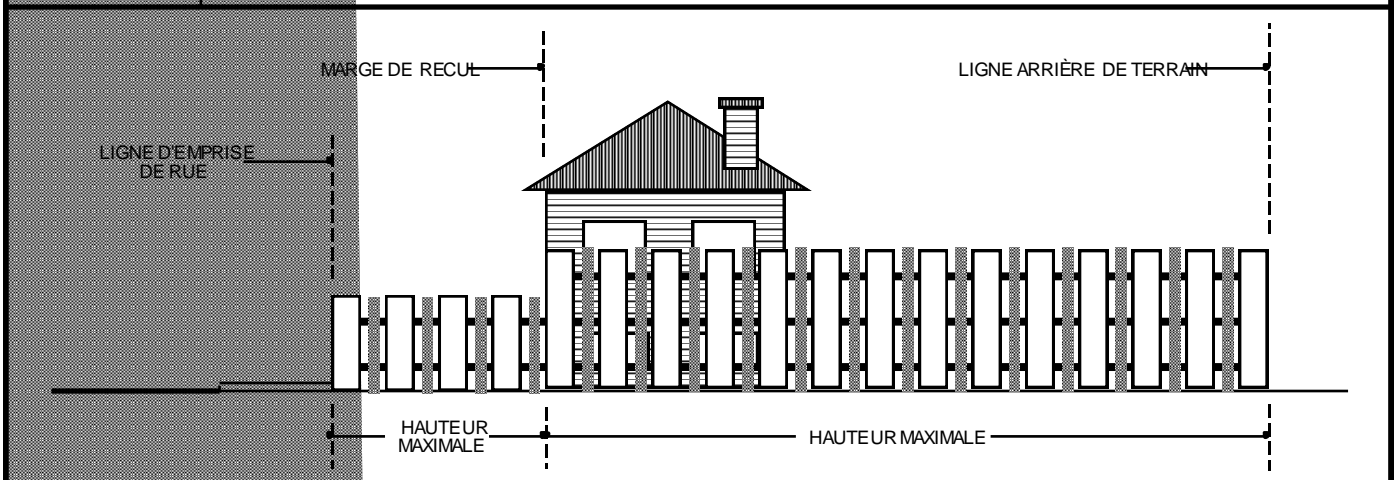 MARGE DE RECUL
LIGNE ARRIÈRE DE TERRAIN
LIGNE D'EMPRISE
DE RUE
HAUTEUR
MAXIMALE
HAUTEUR MAXIMALE